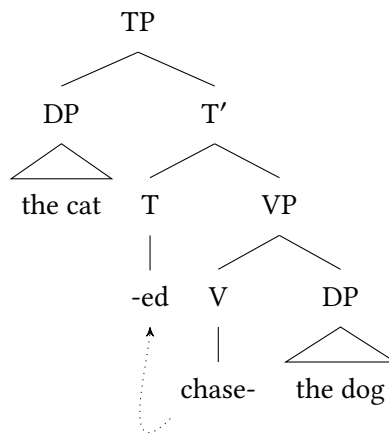 TP
DP T′
the cat T VP
-ed V DP
chase- the dog